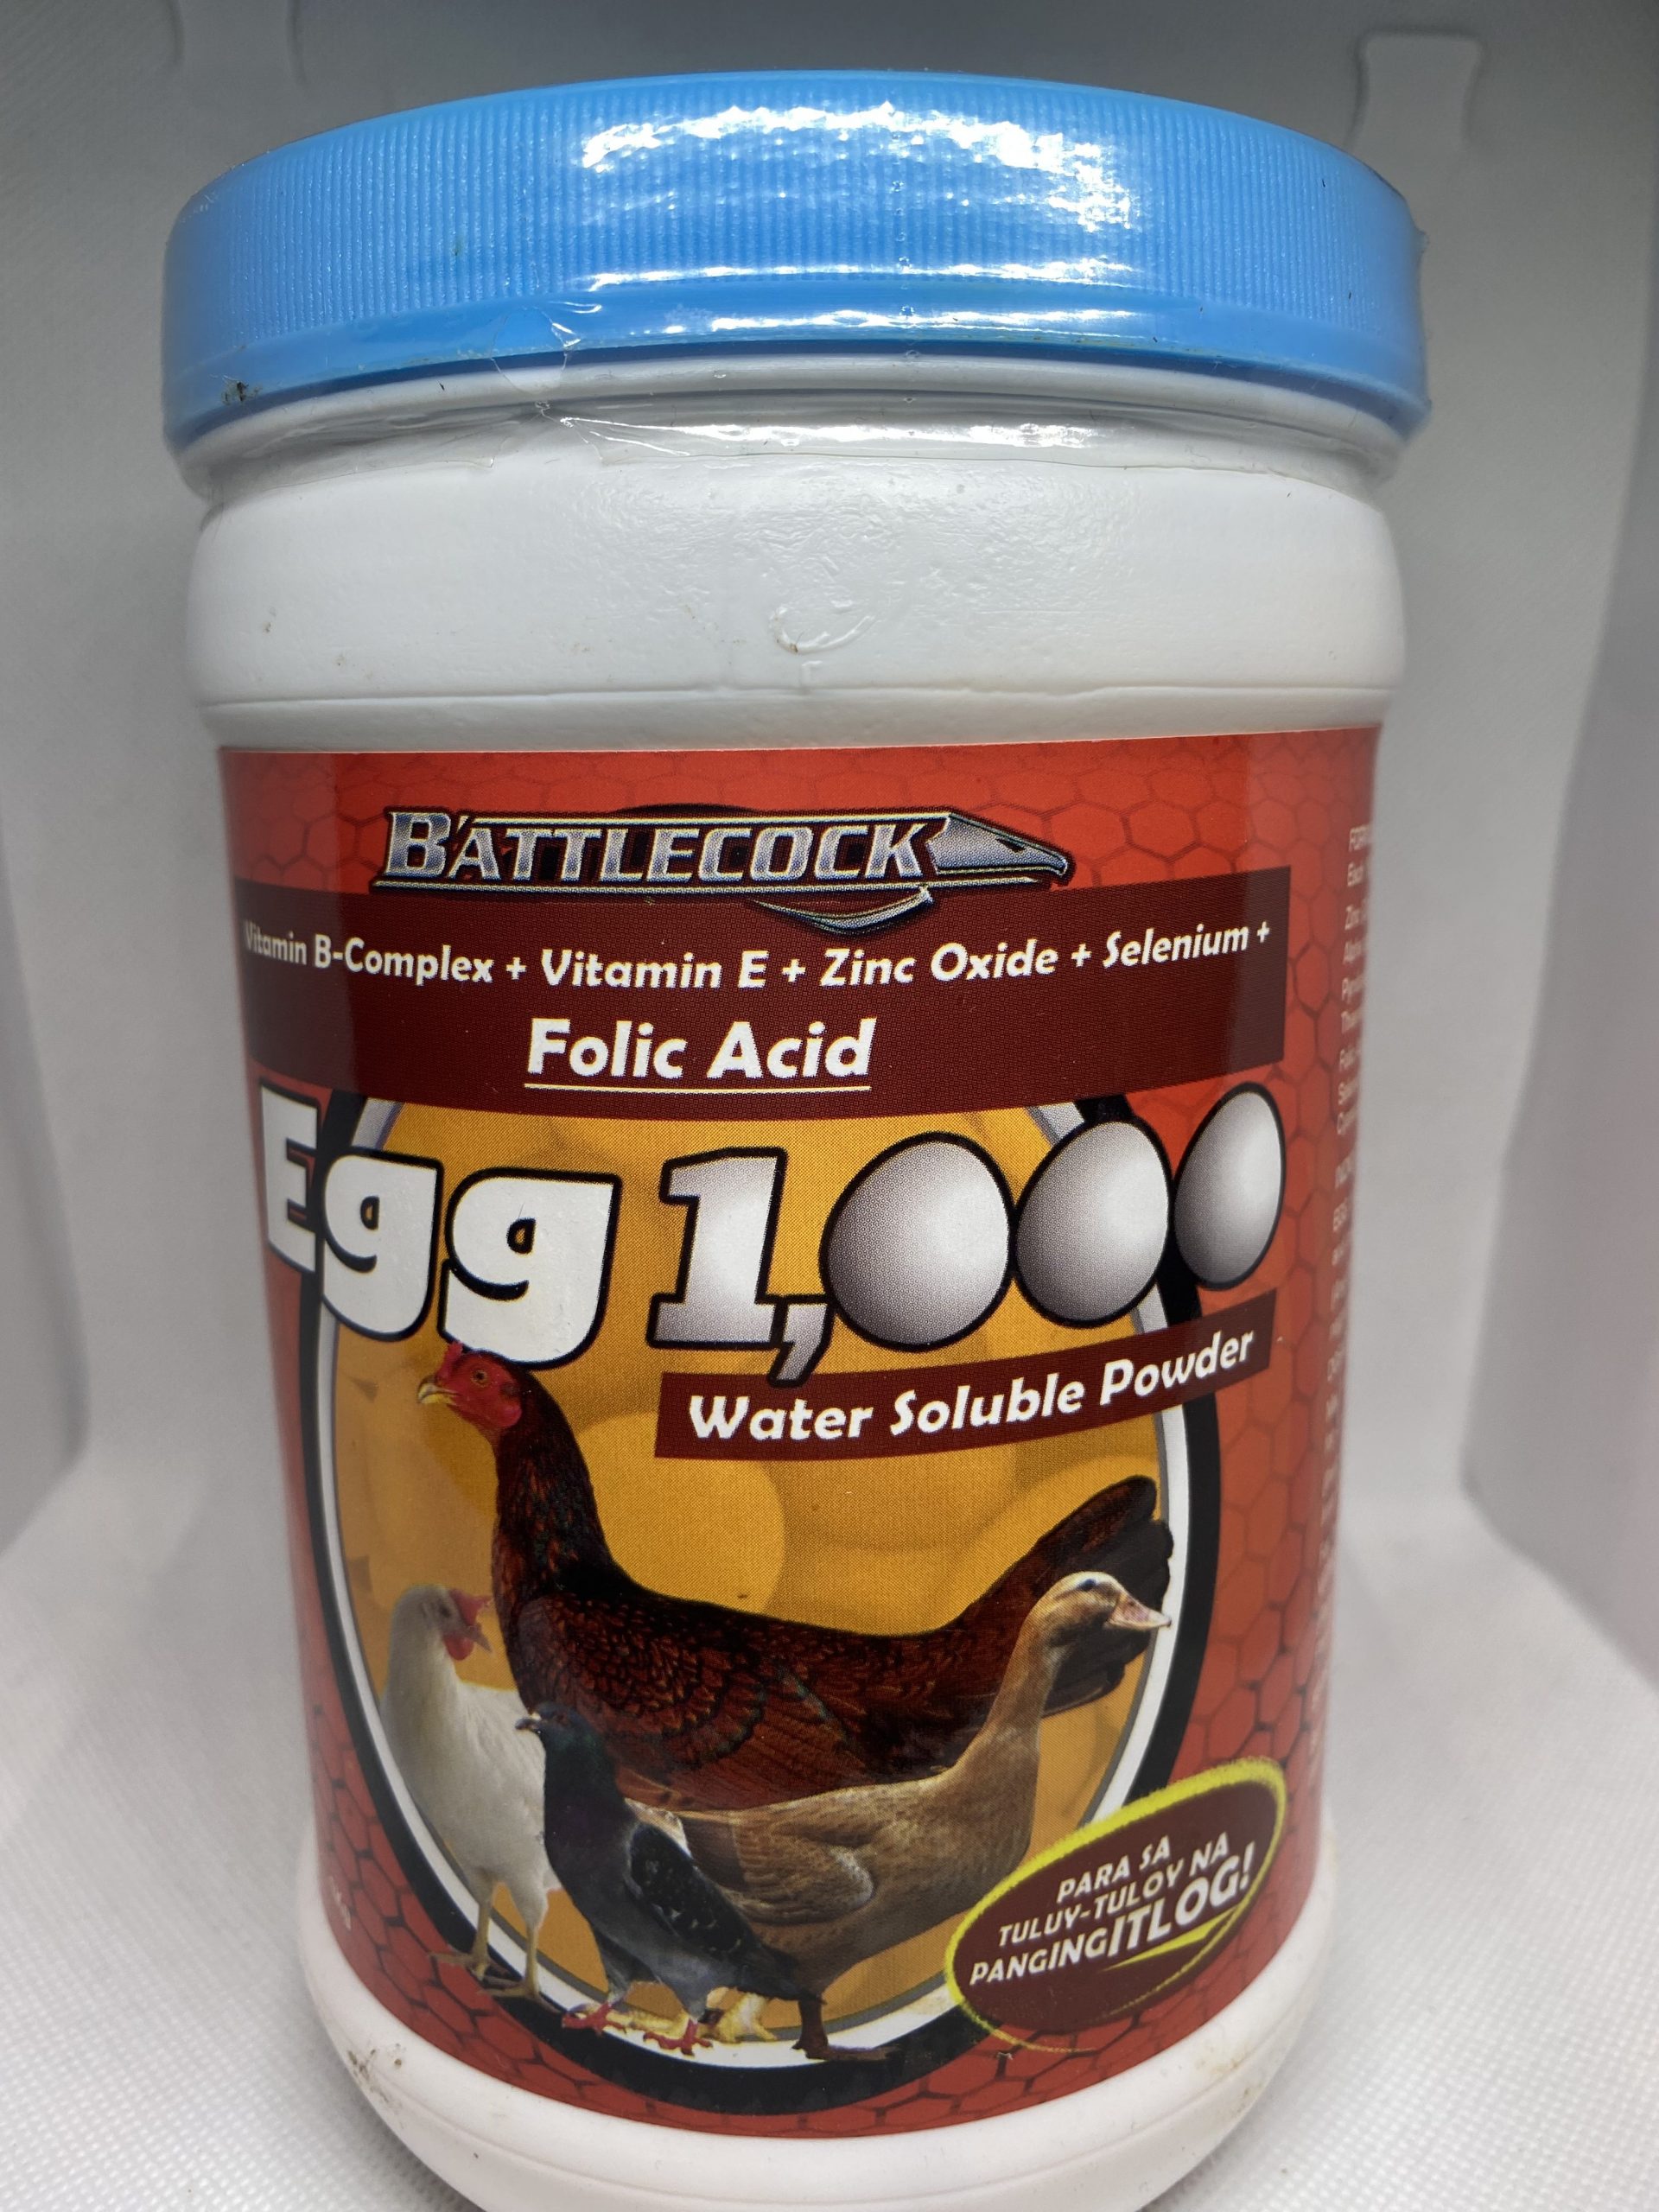 BATTLECOCK
Vitamin B-Complex + Vitamin E + Zinc Oxide + Selenium +
Folic Acid
Egg 1,000
Water Soluble Powder
PARA SA
TULUY-TULOY NA
PANGINGITLOG!